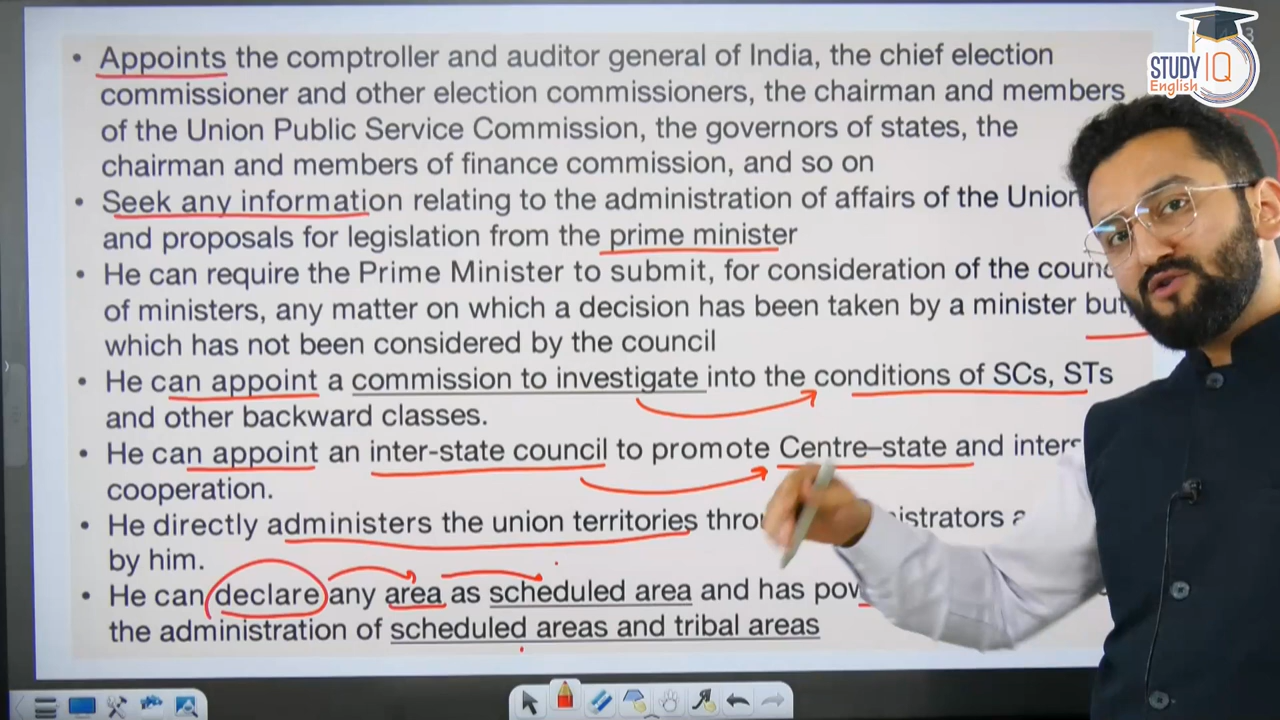 • Appoints the comptroller and auditor general of India, the chief election
commissioner and other election commissioners, the chairman and members
of the Union Public Service Commission, the governors of states, the
chairman and members of finance commission, and so on
• Seek any information relating to the administration of affairs of the Union
and proposals for legislation from the prime minister
• He can require the Prime Minister to submit, for consideration of the
of ministers, any matter on which a decision has been taken by a minister but
which has not been considered by the council
• He can appoint a commission to investigate into the conditions of SCs, STs
and other backward classes.
• He can appoint an inter-state council to promote Centre–state and
cooperation.
• He directly administers the union territories
by him.
• He can declare any area as scheduled area and has
the administration of scheduled areas and tribal areas
STUDY IQ
English